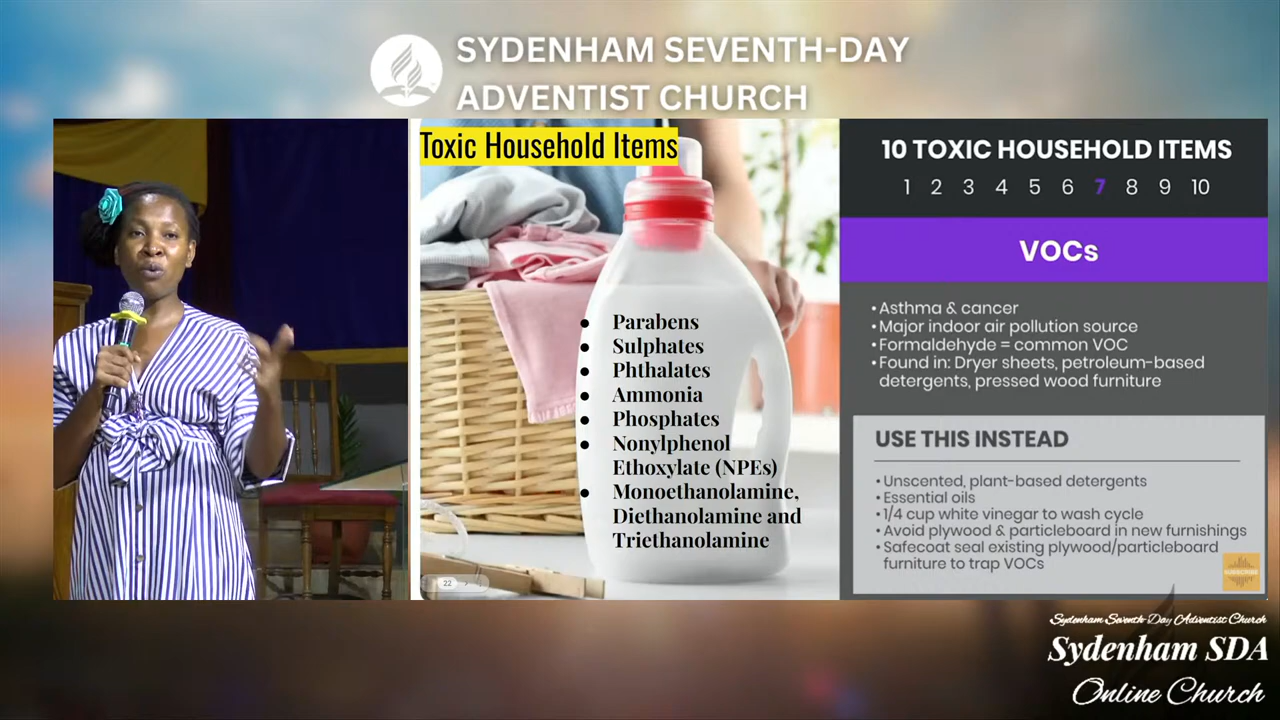 SYDENHAM SEVENTH-DAY
ADVENTIST CHURCH
Toxic Household Items
• Parabens
• Sulphates
• Phthalates
• Ammonia
• Phosphates
• Nonylphenol
Ethoxylate (NPEs)
• Monoethanolamine,
Diethanolamine and
Triethanolamine
22
10 TOXIC HOUSEHOLD ITEMS
1 2 3 4 5 6 7 8 9 10
VOCs
• Asthma & cancer
• Major indoor air pollution source
• Formaldehyde = common VOC
• Found in: Dryer sheets, petroleum-based
detergents, pressed wood furniture
USE THIS INSTEAD
• Unscented, plant-based detergents
• Essential oils
• 1/4 cup white vinegar to wash cycle
• Avoid plywood & particleboard in new furnishings
• Safecoat seal existing plywood/particleboard
furniture to trap VOCs
SUBSCRIBE
Sydenham Seventh-Day Adventist Church
Sydenham SDA
Online Church